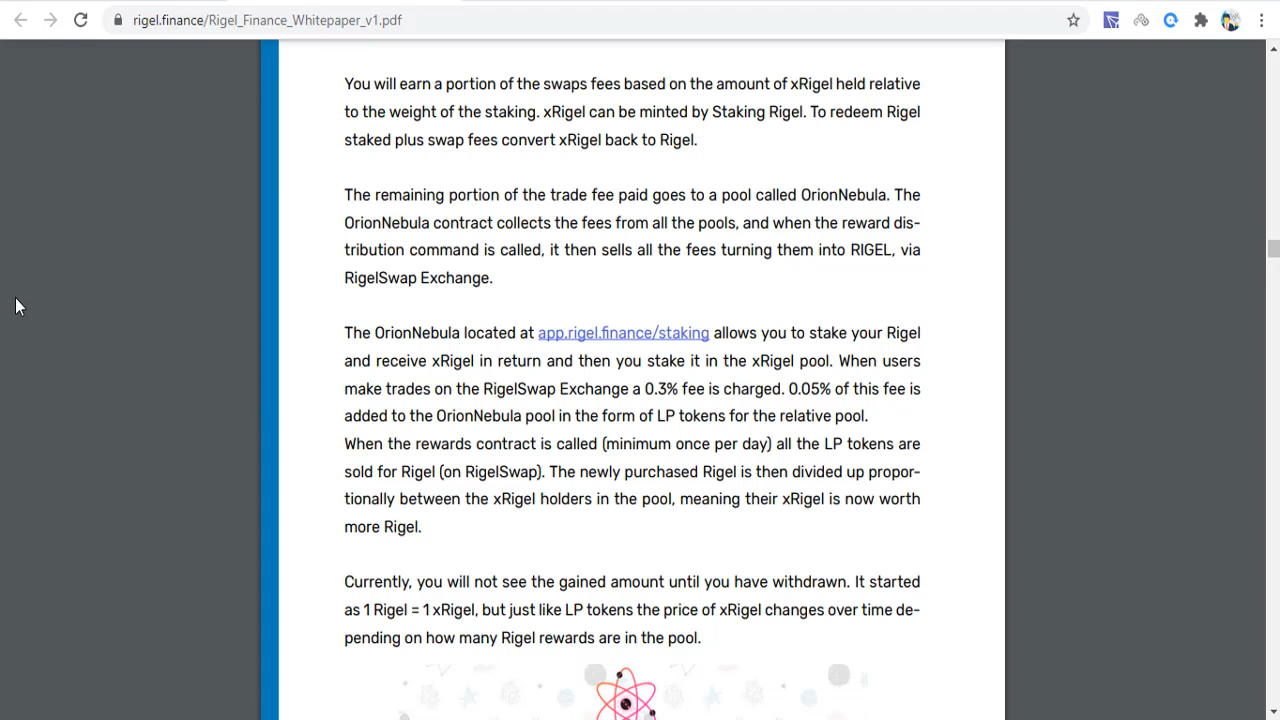 rigel.finance/Rigel_Finance_Whitepaper_v1.pdf
You will earn a portion of the swaps fees based on the amount of xRigel held relative
to the weight of the staking. xRigel can be minted by Staking Rigel. To redeem Rigel
staked plus swap fees convert xRigel back to Rigel.
The remaining portion of the trade fee paid goes to a pool called OrionNebula. The
OrionNebula contract collects the fees from all the pools, and when the reward dis-
tribution command is called, it then sells all the fees turning them into RIGEL, via
RigelSwap Exchange.
The OrionNebula located at app.rigel.finance/staking allows you to stake your Rigel
and receive xRigel in return and then you stake it in the xRigel pool. When users
make trades on the RigelSwap Exchange a 0.3% fee is charged. 0.05% of this fee is
added to the OrionNebula pool in the form of LP tokens for the relative pool.
When the rewards contract is called (minimum once per day) all the LP tokens are
sold for Rigel (on RigelSwap). The newly purchased Rigel is then divided up propor-
tionally between the xRigel holders in the pool, meaning their xRigel is now worth
more Rigel.
Currently, you will not see the gained amount until you have withdrawn. It started
as 1 Rigel = 1 xRigel, but just like LP tokens the price of xRigel changes over time de-
pending on how many Rigel rewards are in the pool.